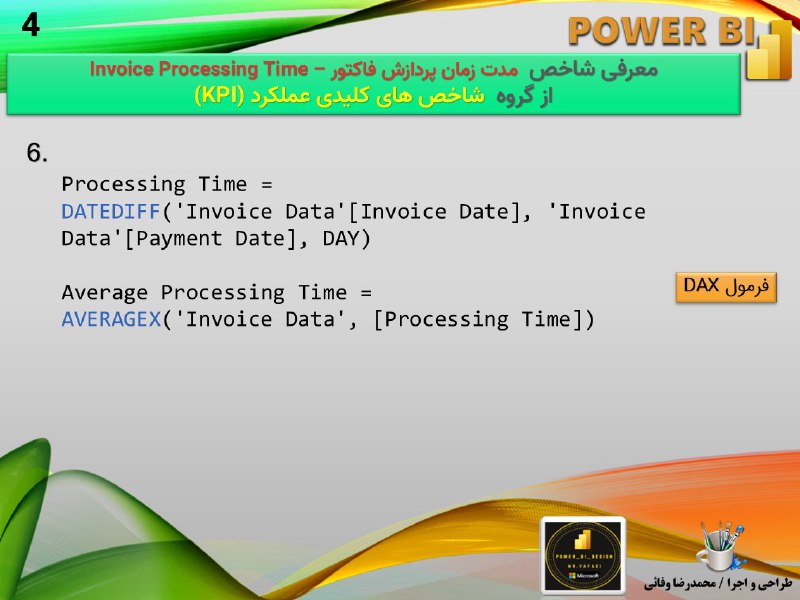 4
POWER BI
معرفی شاخص مدت زمان پردازش فاکتور – Invoice Processing Time
از گروه شاخص های کلیدی عملکرد (KPI)
6.
Processing Time =
DATEDIFF('Invoice Data'[Invoice Date], 'Invoice
Data'[Payment Date], DAY)
Average Processing Time =
AVERAGEX('Invoice Data', [Processing Time])
فرمول DAX
POWER_BI_DESIGN
MR.VAFAEI
Microsoft
طراحی و اجرا / محمدرضا وفائی